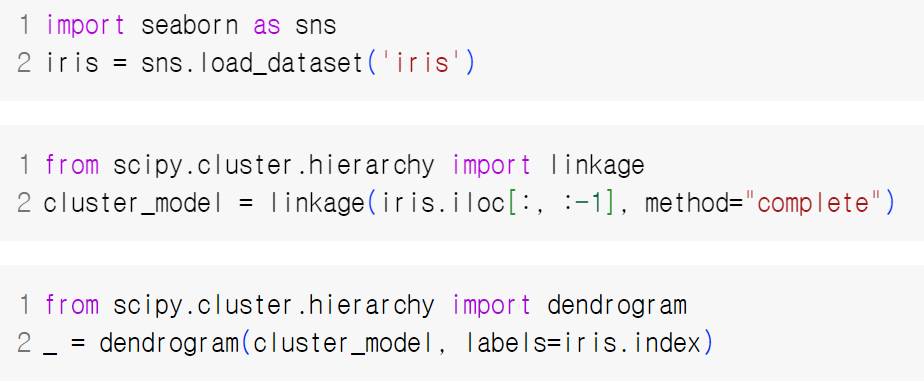 1 import seaborn as sns
2 iris = sns.load_dataset('iris')
1 from scipy.cluster.hierarchy import linkage
2 cluster_model = linkage(iris.iloc[:, :-1], method="complete")
1 from scipy.cluster.hierarchy import dendrogram
2 _ = dendrogram(cluster_model, labels=iris.index)